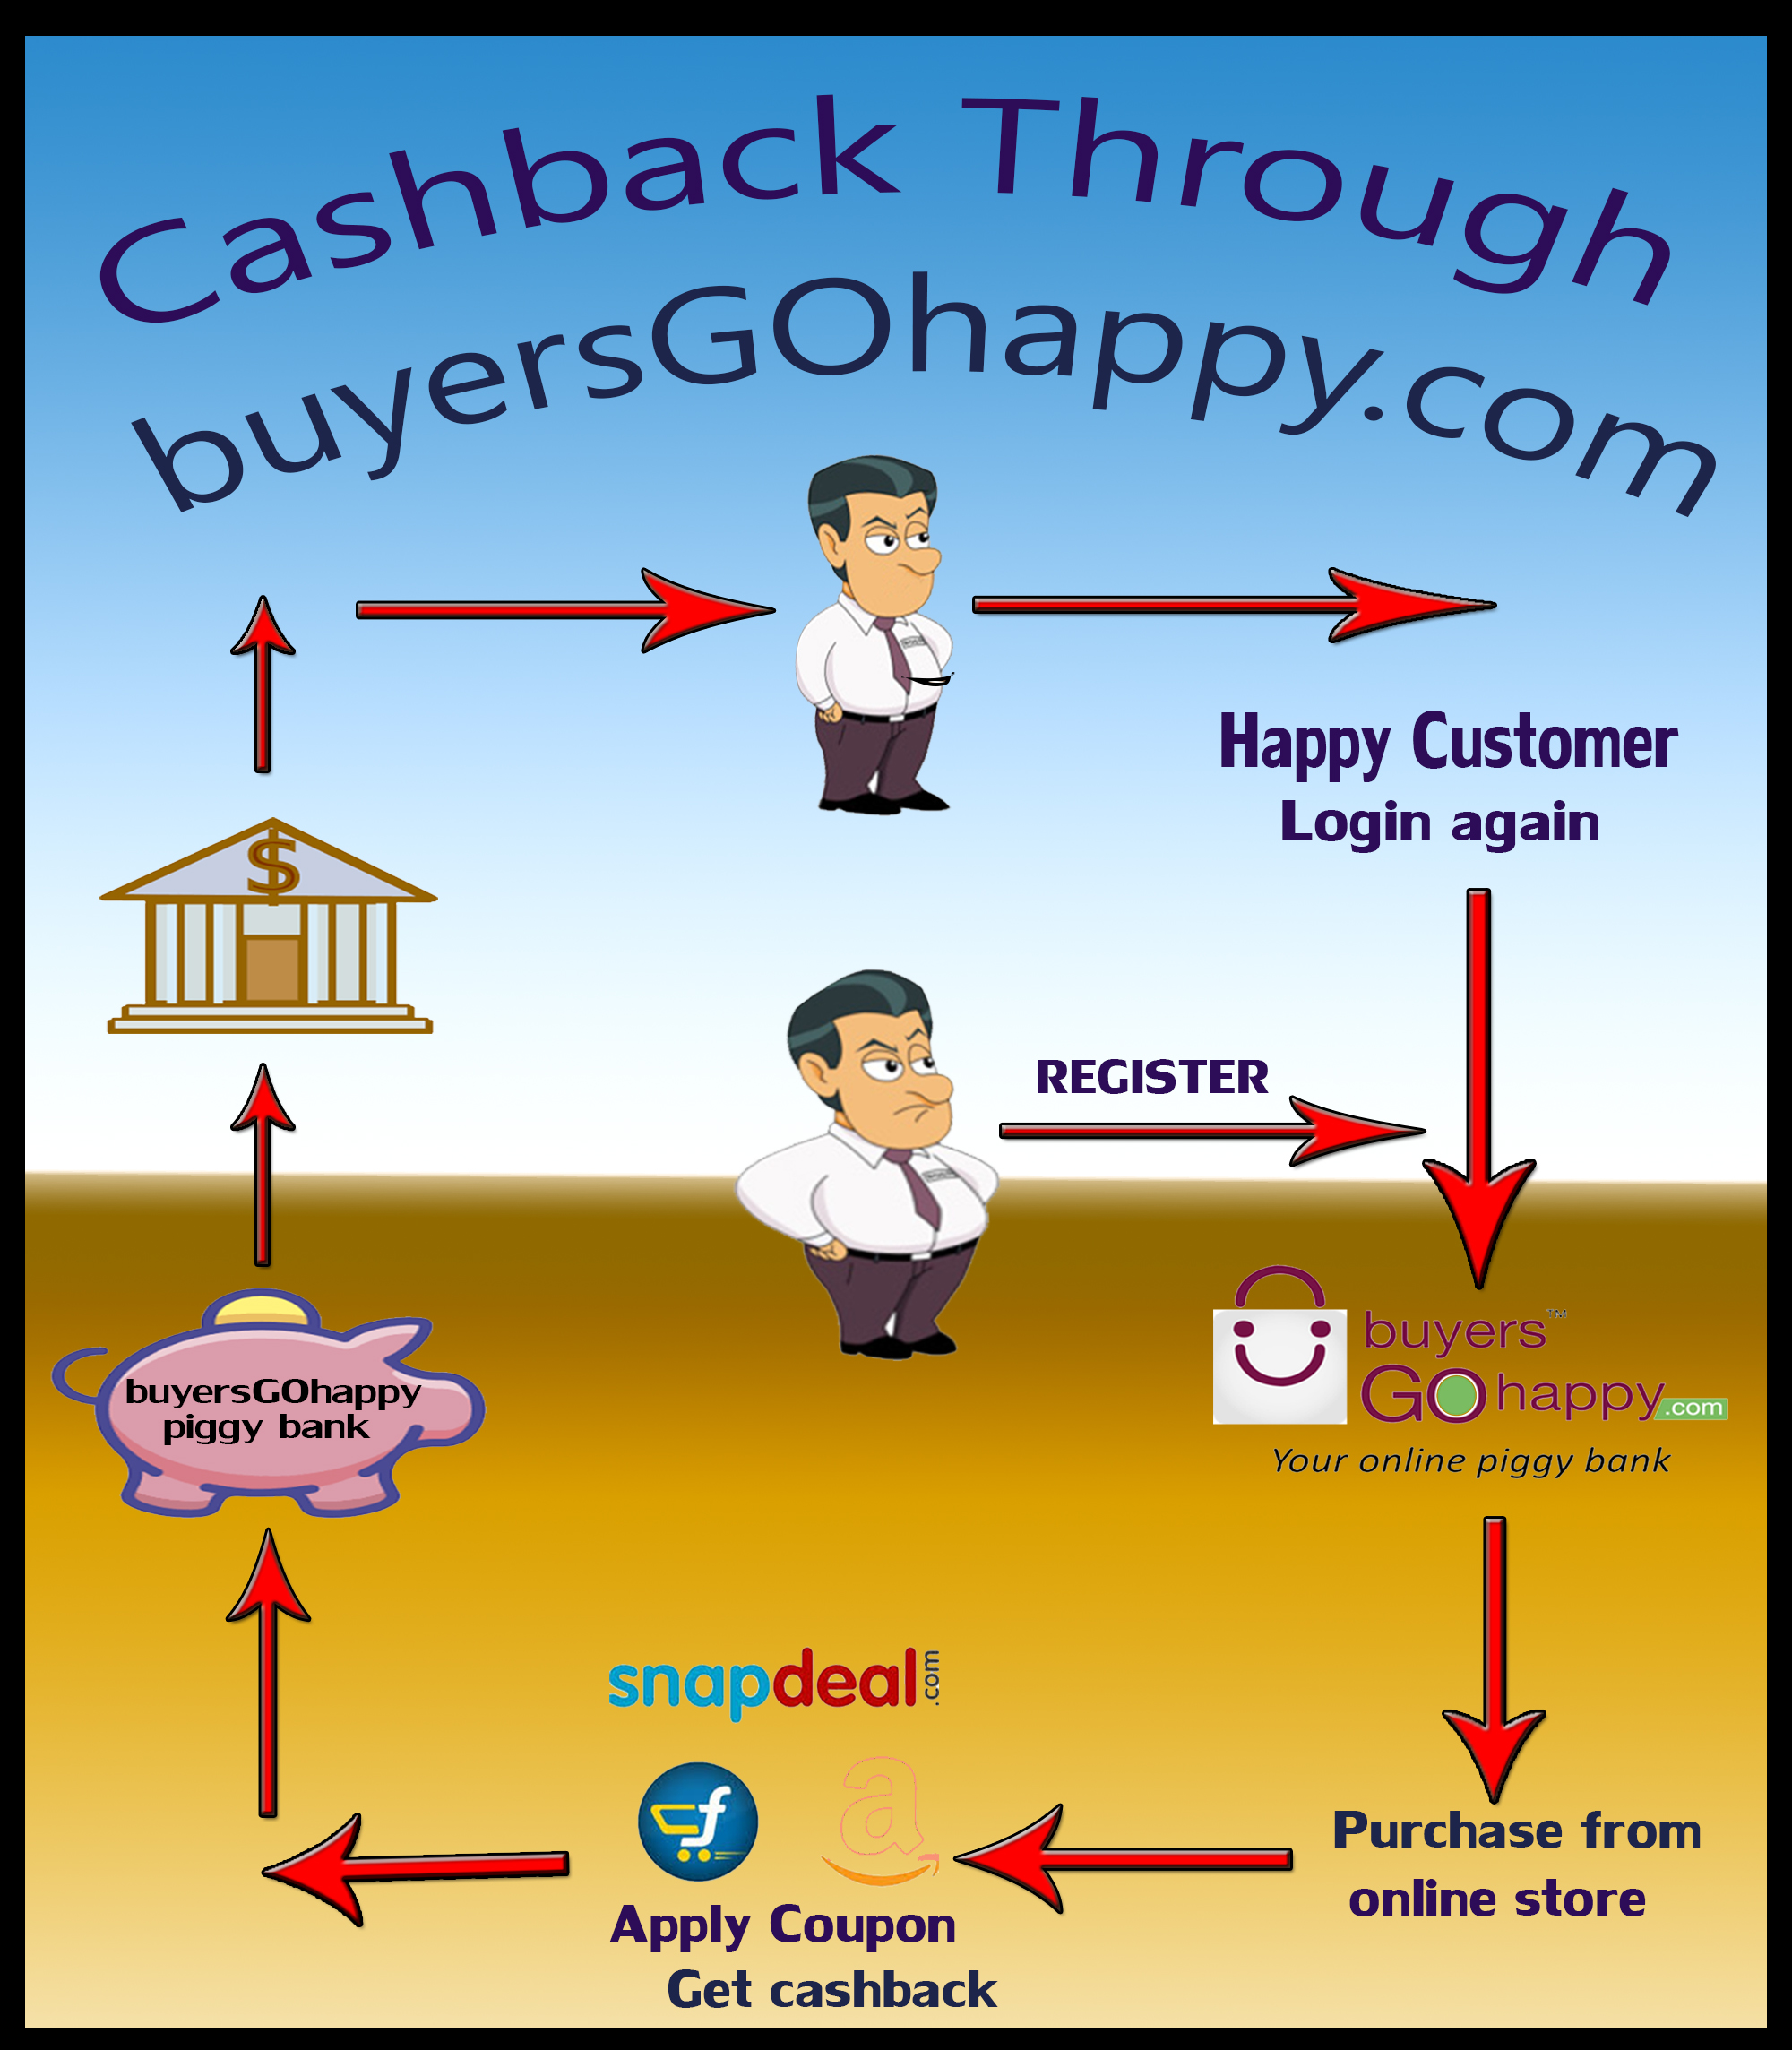 Cashback Through
buyersGOhappy.com
Happy Customer
Login again
$
REGISTER
buyers™
GOhappy.com
Your online piggy bank
buyersGOhappy
piggy bank
snapdeal.com
f
a
Purchase from
online store
Apply Coupon
Get cashback